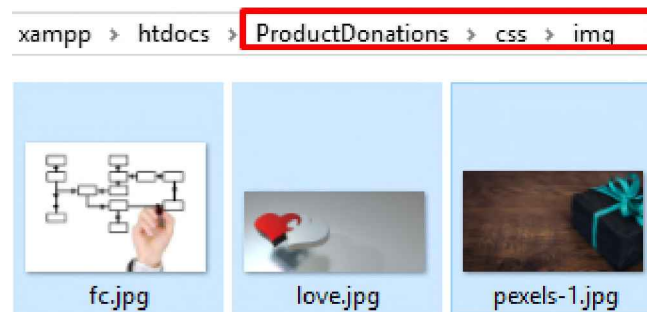 xampp > htdocs > ProductDonations > css > img
fc.jpg
love.jpg
pexels-1.jpg